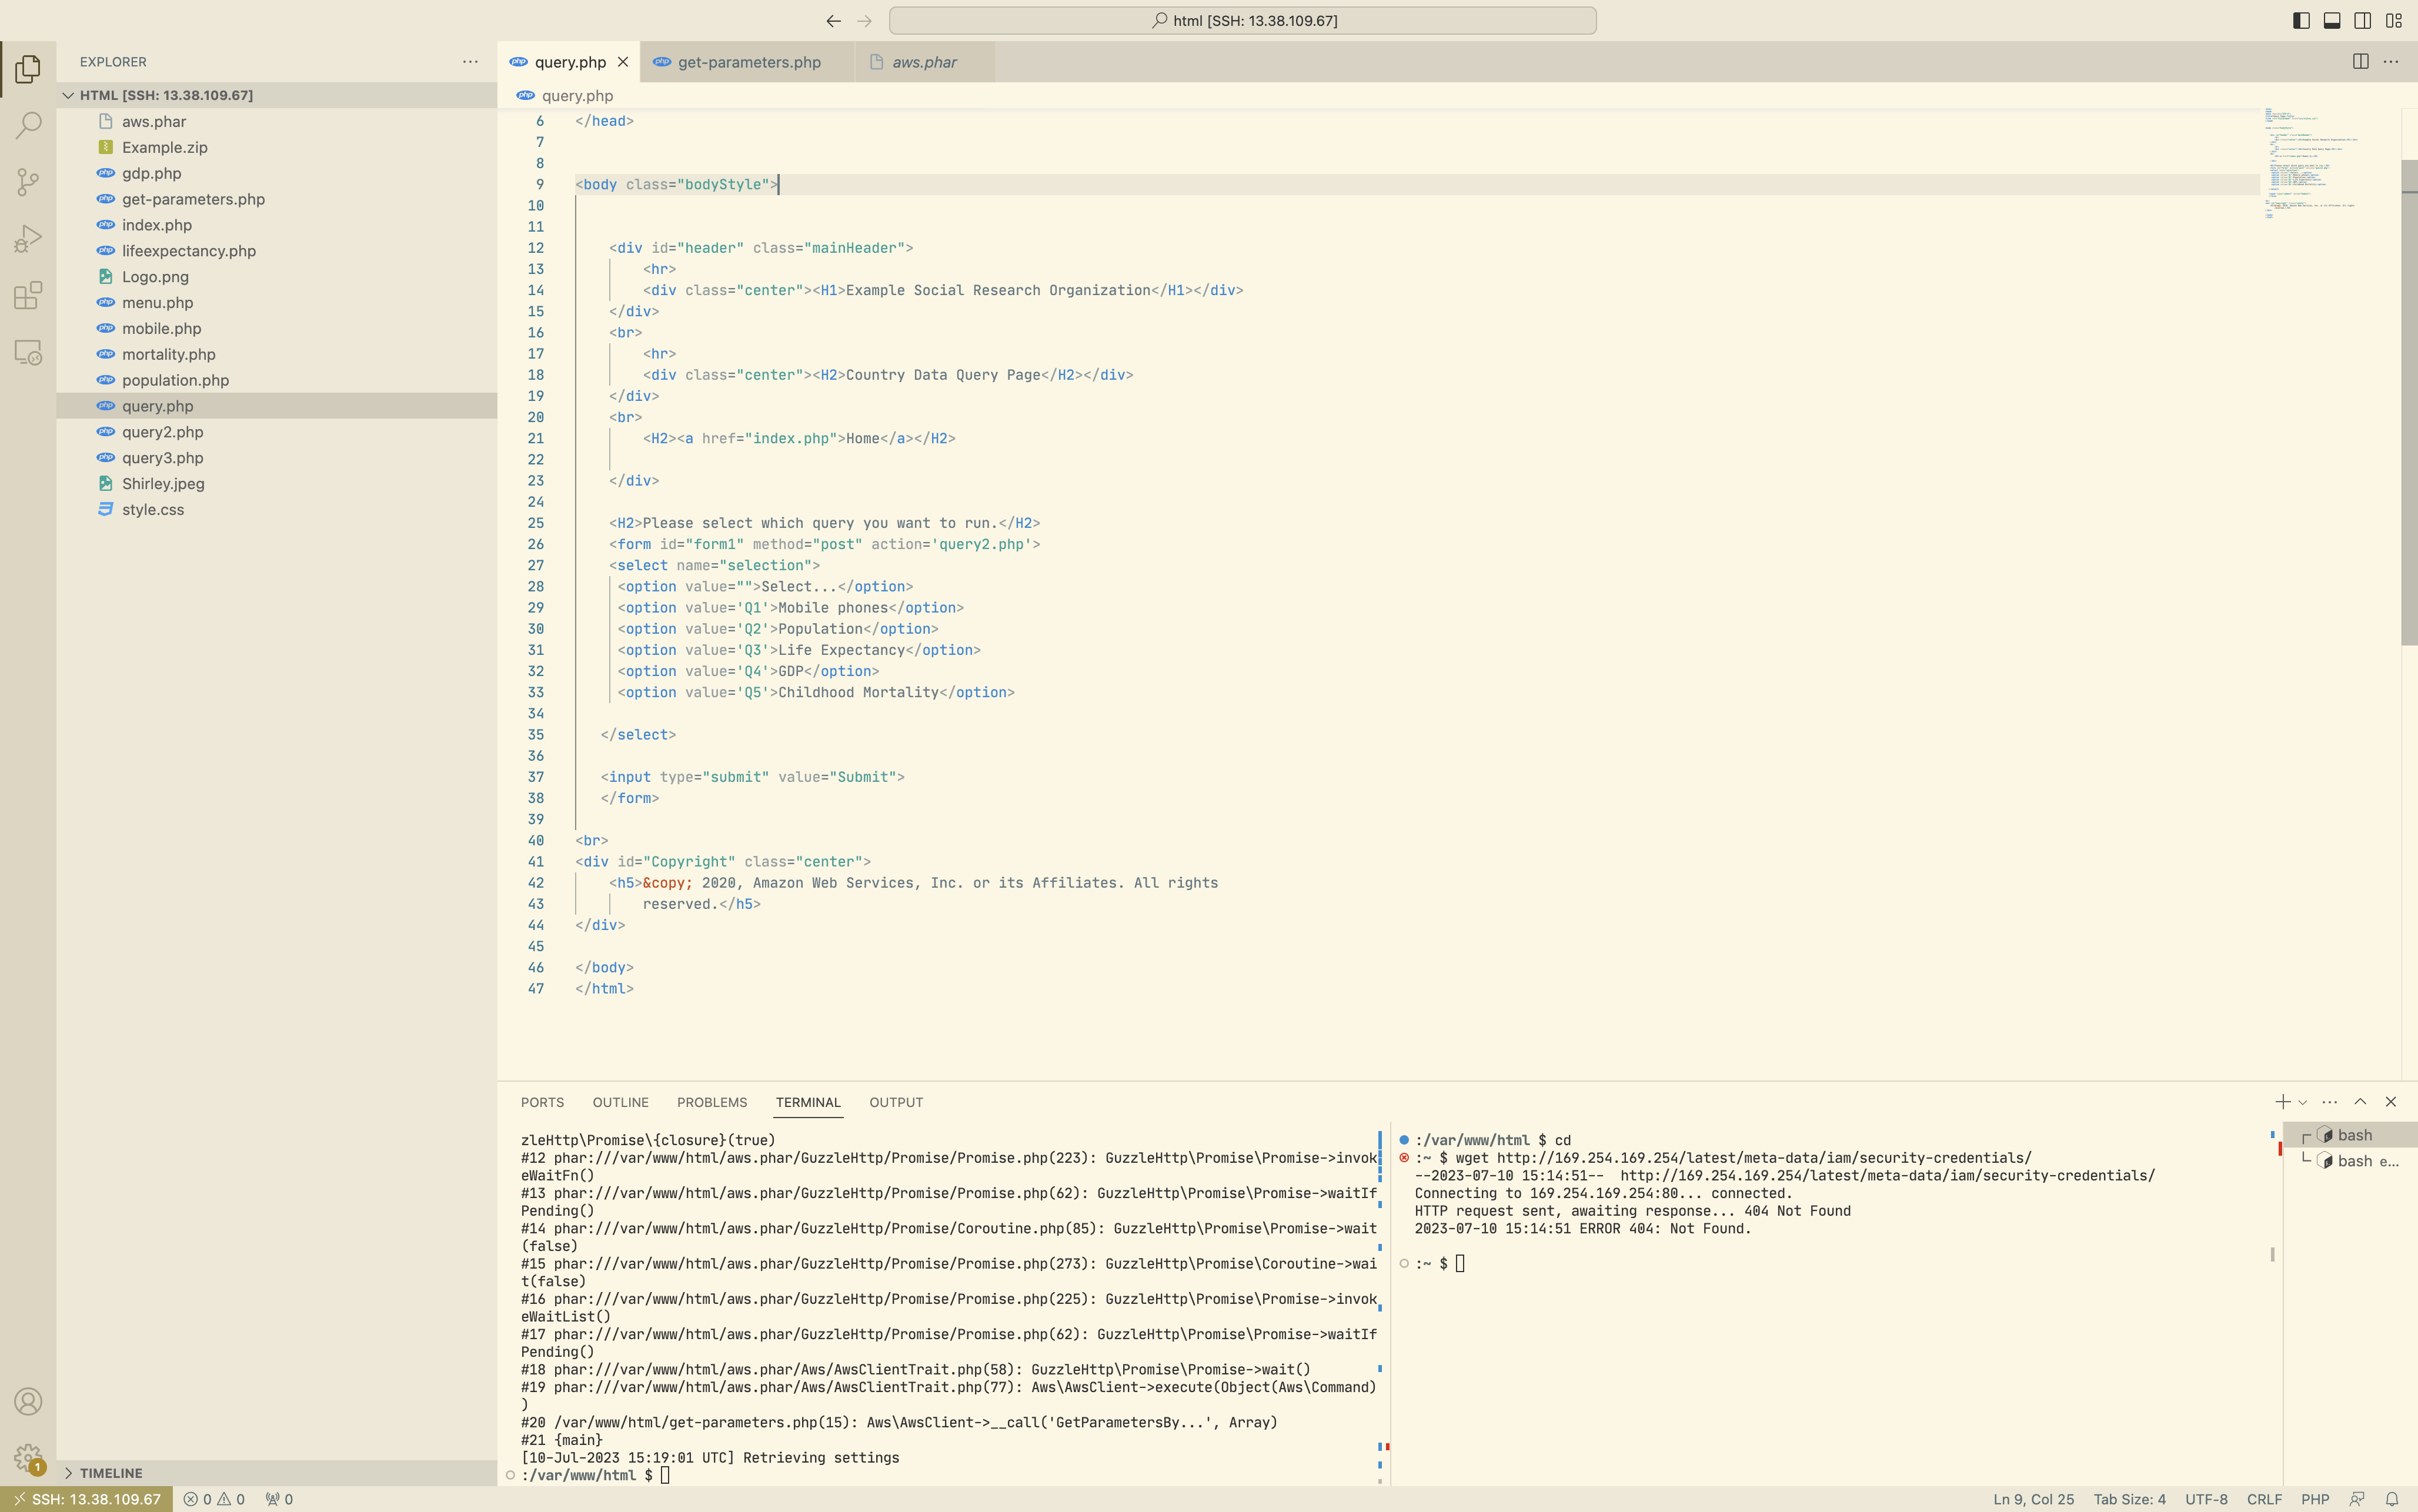 html [SSH: 13.38.109.67]
EXPLORER
HTML [SSH: 13.38.109.67]
aws.phar
Example.zip
gdp.php
get-parameters.php
index.php
lifeexpectancy.php
Logo.png
menu.php
mobile.php
mortality.php
population.php
query.php
query2.php
query3.php
Shirley.jpeg
style.css
TIMELINE
query.php
get-parameters.php
aws.phar
query.php
6 </head>
7
8
9 <body class="bodyStyle">
10
11
12 <div id="header" class="mainHeader">
13 <hr>
14 <div class="center"><H1>Example Social Research Organization</H1></div>
15 </div>
16 <br>
17 <hr>
18 <div class="center"><H2>Country Data Query Page</H2></div>
19 </div>
20 <br>
21 <H2><a href="index.php">Home</a></H2>
22
23 </div>
24
25 <H2>Please select which query you want to run.</H2>
26 <form id="form1" method="post" action='query2.php'>
27 <select name="selection">
28 <option value="">Select...</option>
29 <option value='Q1'>Mobile phones</option>
30 <option value='Q2'>Population</option>
31 <option value='Q3'>Life Expectancy</option>
32 <option value='Q4'>GDP</option>
33 <option value='Q5'>Childhood Mortality</option>
34
35 </select>
36
37 <input type="submit" value="Submit">
38 </form>
39
40 <br>
41 <div id="Copyright" class="center">
42 <h5>&copy; 2020, Amazon Web Services, Inc. or its Affiliates. All rights
43 reserved.</h5>
44 </div>
45
46 </body>
47 </html>
PORTS OUTLINE PROBLEMS TERMINAL OUTPUT
zleHttp\Promise\{closure}(true)
#12 phar:///var/www/html/aws.phar/GuzzleHttp/Promise/Promise.php(223): GuzzleHttp\Promise\Promise->invok
eWaitFn()
#13 phar:///var/www/html/aws.phar/GuzzleHttp/Promise/Promise.php(62): GuzzleHttp\Promise\Promise->waitIf
Pending()
#14 phar:///var/www/html/aws.phar/GuzzleHttp/Promise/Coroutine.php(85): GuzzleHttp\Promise\Promise->wait
(false)
#15 phar:///var/www/html/aws.phar/GuzzleHttp/Promise/Promise.php(273): GuzzleHttp\Promise\Coroutine->wai
t(false)
#16 phar:///var/www/html/aws.phar/GuzzleHttp/Promise/Promise.php(225): GuzzleHttp\Promise\Promise->invok
eWaitList()
#17 phar:///var/www/html/aws.phar/GuzzleHttp/Promise/Promise.php(62): GuzzleHttp\Promise\Promise->waitIf
Pending()
#18 phar:///var/www/html/aws.phar/Aws/AwsClientTrait.php(58): GuzzleHttp\Promise\Promise->wait()
#19 phar:///var/www/html/aws.phar/Aws/AwsClientTrait.php(77): Aws\AwsClient->execute(Object(Aws\Command)
)
#20 /var/www/html/get-parameters.php(15): Aws\AwsClient->__call('GetParametersBy...', Array)
#21 {main}
[10-Jul-2023 15:19:01 UTC] Retrieving settings
:/var/www/html $
:/var/www/html $ cd
:~ $ wget http://169.254.169.254/latest/meta-data/iam/security-credentials/
--2023-07-10 15:14:51--  http://169.254.169.254/latest/meta-data/iam/security-credentials/
Connecting to 169.254.169.254:80... connected.
HTTP request sent, awaiting response... 404 Not Found
2023-07-10 15:14:51 ERROR 404: Not Found.
:~ $
bash
bash e...
1
SSH: 13.38.109.67 0 0 0 Ln 9, Col 25 Tab Size: 4 UTF-8 CRLF PHP